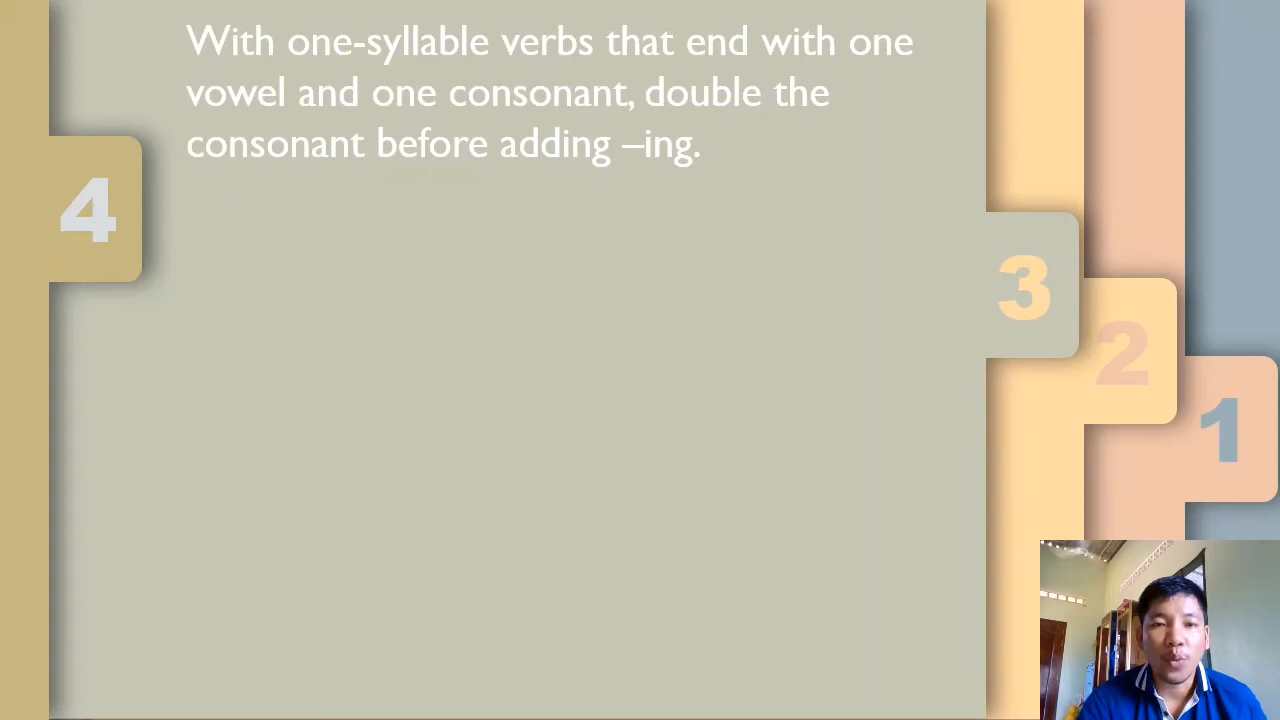 With one-syllable verbs that end with one
vowel and one consonant, double the
consonant before adding –ing.
4
3
2
1